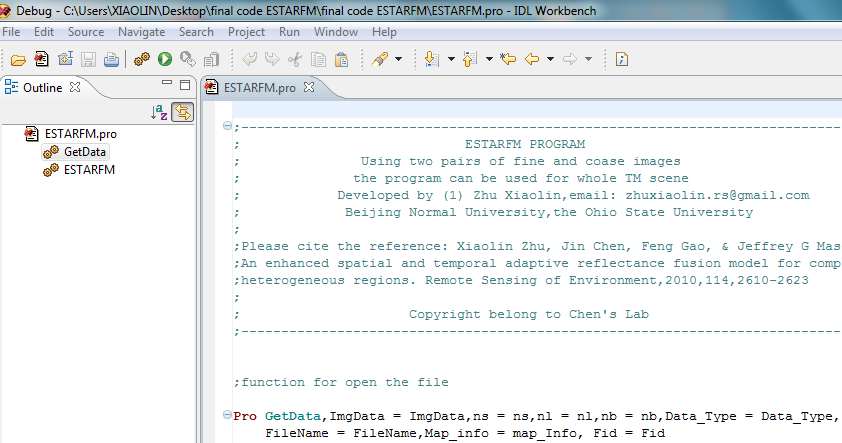 Debug - C:\Users\XIAOLIN\Desktop\final code ESTARFM\final code ESTARFM\ESTARFM.pro - IDL Workbench
File Edit Source Navigate Search Project Run Window Help
Outline
ESTARFM.pro
GetData
ESTARFM
ESTARFM.pro
;------------------------------------------------------------------------------
; ESTARFM PROGRAM
; Using two pairs of fine and coase images
; the program can be used for whole TM scene
; Developed by (1) Zhu Xiaolin,email: zhuxiaolin.rs@gmail.com
; Beijing Normal University,the Ohio State University
;
;Please cite the reference: Xiaolin Zhu, Jin Chen, Feng Gao, & Jeffrey G Mas
;An enhanced spatial and temporal adaptive reflectance fusion model for comp
;heterogeneous regions. Remote Sensing of Environment,2010,114,2610-2623
;
; Copyright belong to Chen's Lab
;------------------------------------------------------------------------------
;function for open the file
Pro GetData,ImgData = ImgData,ns = ns,nl = nl,nb = nb,Data_Type = Data_Type,
FileName = FileName,Map_info = map_Info, Fid = Fid